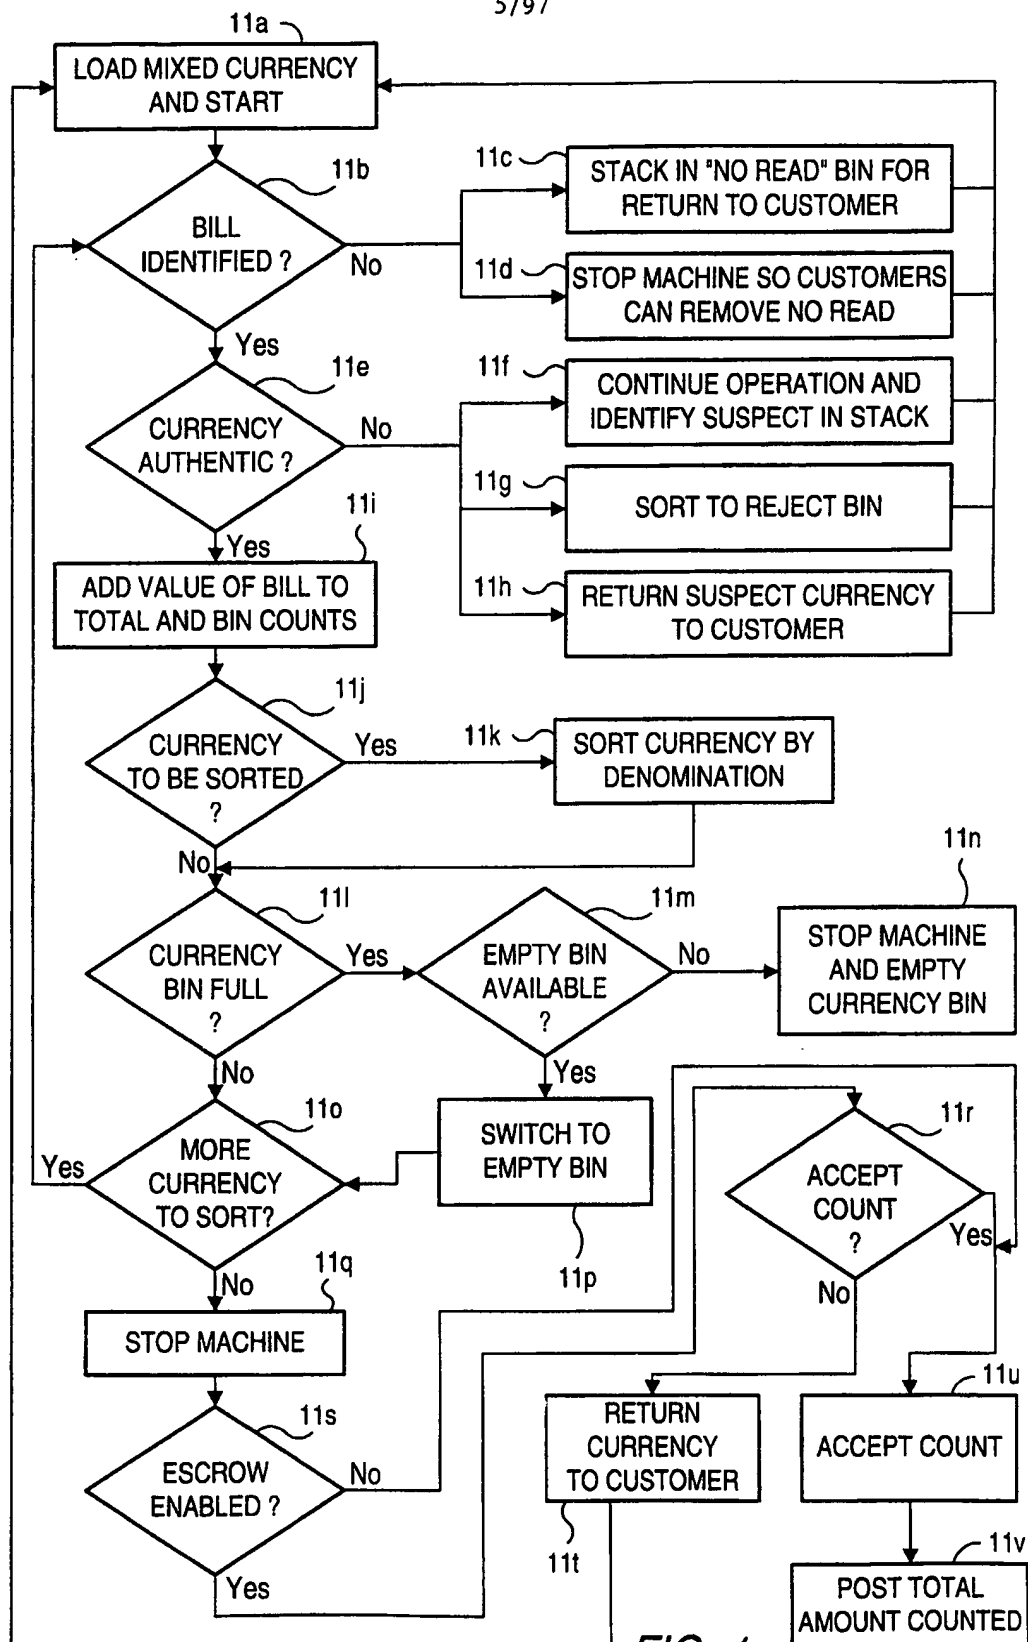 5/97
11a
LOAD MIXED CURRENCY
AND START
11b
BILL
IDENTIFIED ?
No
Yes
11c
STACK IN "NO READ" BIN FOR
RETURN TO CUSTOMER
11d
STOP MACHINE SO CUSTOMERS
CAN REMOVE NO READ
11e
CURRENCY
AUTHENTIC ?
No
Yes
11f
CONTINUE OPERATION AND
IDENTIFY SUSPECT IN STACK
11g
SORT TO REJECT BIN
11h
RETURN SUSPECT CURRENCY
TO CUSTOMER
11i
ADD VALUE OF BILL TO
TOTAL AND BIN COUNTS
11j
CURRENCY
TO BE SORTED
?
Yes
No
11k
SORT CURRENCY BY
DENOMINATION
11l
CURRENCY
BIN FULL
?
Yes
No
11m
EMPTY BIN
AVAILABLE
?
No
Yes
11n
STOP MACHINE
AND EMPTY
CURRENCY BIN
11o
MORE
CURRENCY
TO SORT?
Yes
No
SWITCH TO
EMPTY BIN
11p
11r
ACCEPT
COUNT
?
Yes
No
11q
STOP MACHINE
11s
ESCROW
ENABLED ?
No
Yes
RETURN
CURRENCY
TO CUSTOMER
11t
11u
ACCEPT COUNT
11v
POST TOTAL
AMOUNT COUNTED